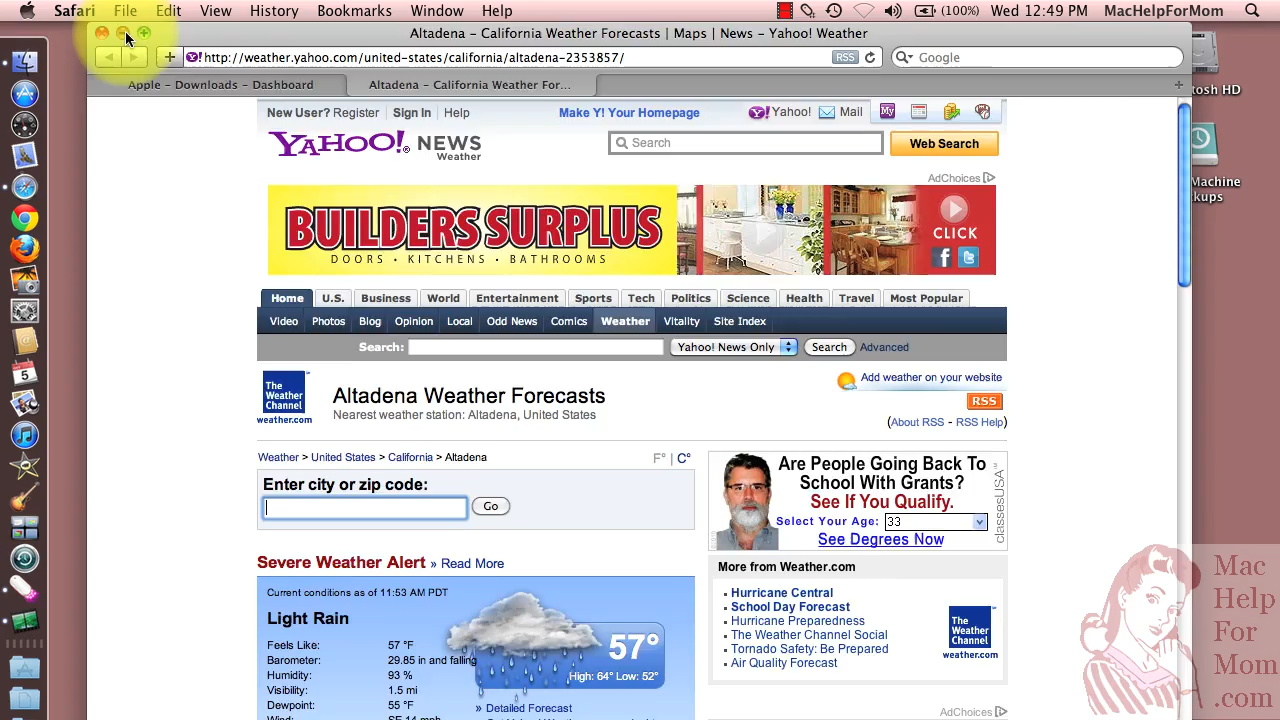 Safari File Edit View History Bookmarks Window Help (100%) Wed 12:49 PM MacHelpForMom
Altadena – California Weather Forecasts | Maps | News – Yahoo! Weather
Y! http://weather.yahoo.com/united-states/california/altadena-2353857/ RSS Google
Apple – Downloads – Dashboard Altadena – California Weather For...
New User? Register Sign In Help Make Y! Your Homepage Y! Yahoo! Mail
YAHOO! NEWS
Weather
Search Web Search
AdChoices
BUILDERS SURPLUS
DOORS • KITCHENS • BATHROOMS
CLICK
Home U.S. Business World Entertainment Sports Tech Politics Science Health Travel Most Popular
Video Photos Blog Opinion Local Odd News Comics Weather Vitality Site Index
Search: Yahoo! News Only Search Advanced
The
Weather
Channel
weather.com
Altadena Weather Forecasts
Nearest weather station: Altadena, United States
Add weather on your website
RSS
(About RSS - RSS Help)
Weather > United States > California > Altadena F° | C°
Enter city or zip code:
Go
Severe Weather Alert » Read More
Current conditions as of 11:53 AM PDT
Light Rain
Feels Like: 57 °F
Barometer: 29.85 in and falling
Humidity: 93 %
Visibility: 1.5 mi
Dewpoint: 55 °F
57°
High: 64° Low: 52°
» Detailed Forecast
Are People Going Back To
School With Grants?
See If You Qualify.
Select Your Age: 33
See Degrees Now
classesUSA
More from Weather.com
Hurricane Central
School Day Forecast
Hurricane Preparedness
The Weather Channel Social
Tornado Safety: Be Prepared
Air Quality Forecast
The
Weather
Channel
weather.com
AdChoices
tosh HD
Machine
kups
5
Mac
Help
For
Mom
.com